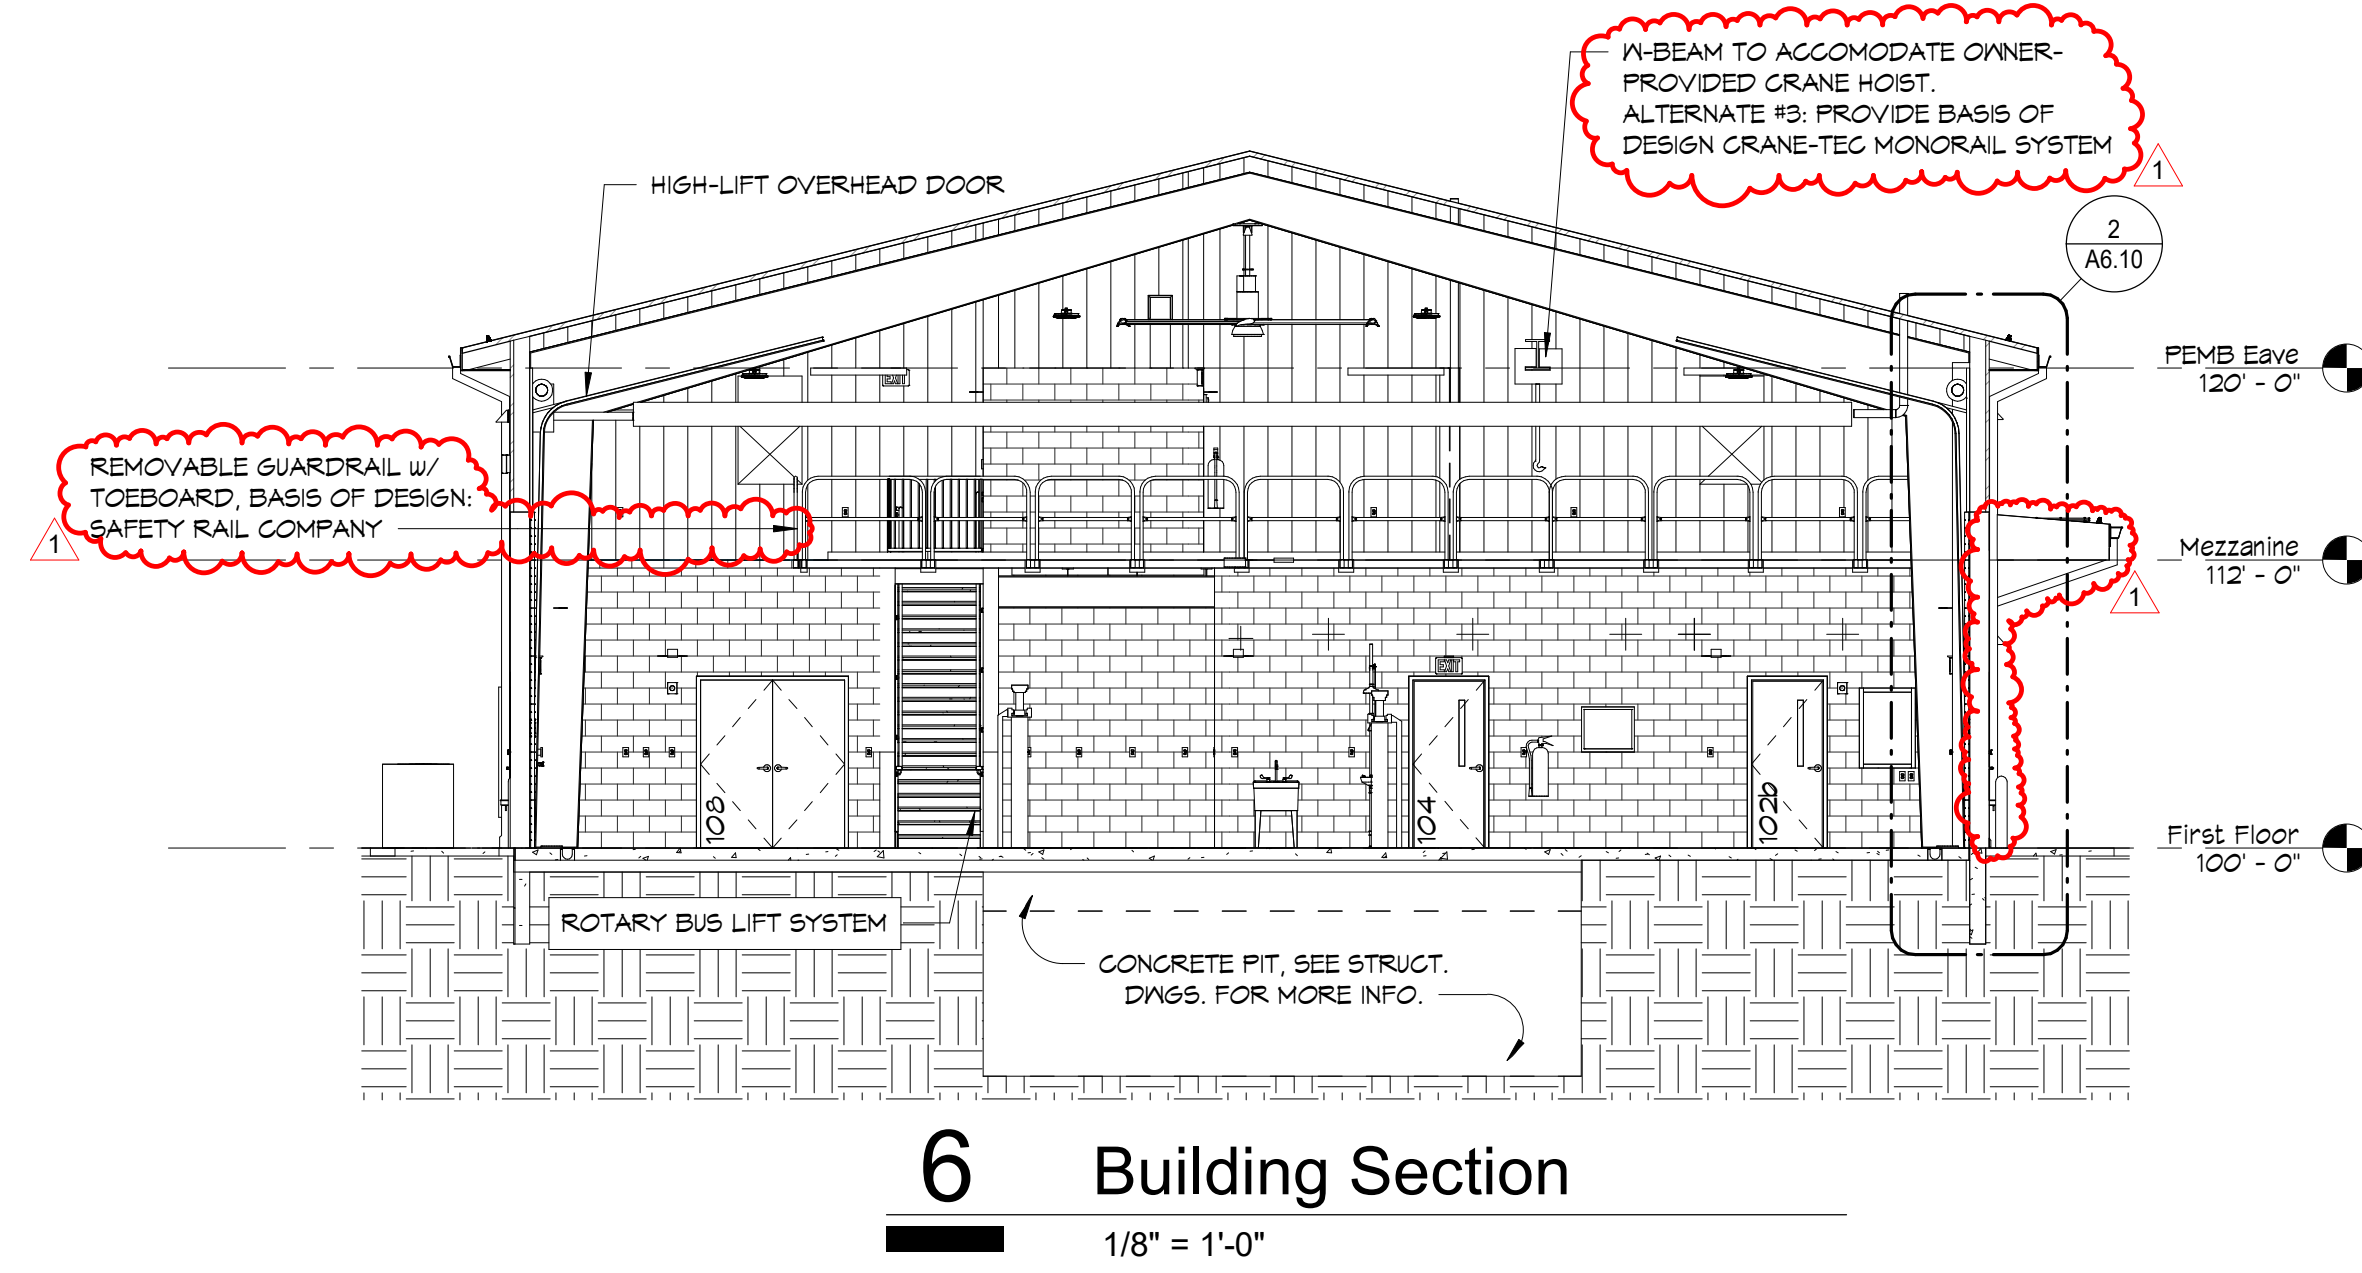 W-BEAM TO ACCOMODATE OWNER-
PROVIDED CRANE HOIST.
ALTERNATE #3: PROVIDE BASIS OF
DESIGN CRANE-TEC MONORAIL SYSTEM
1
HIGH-LIFT OVERHEAD DOOR
2
A6.10
PEMB Eave
120' - 0"
EXIT
REMOVABLE GUARDRAIL w/
TOEBOARD, BASIS OF DESIGN:
SAFETY RAIL COMPANY
1
Mezzanine
112' - 0"
1
EXIT
108
104
102b
First Floor
100' - 0"
ROTARY BUS LIFT SYSTEM
CONCRETE PIT, SEE STRUCT.
DWGS. FOR MORE INFO.
6
Building Section
1/8" = 1'-0"